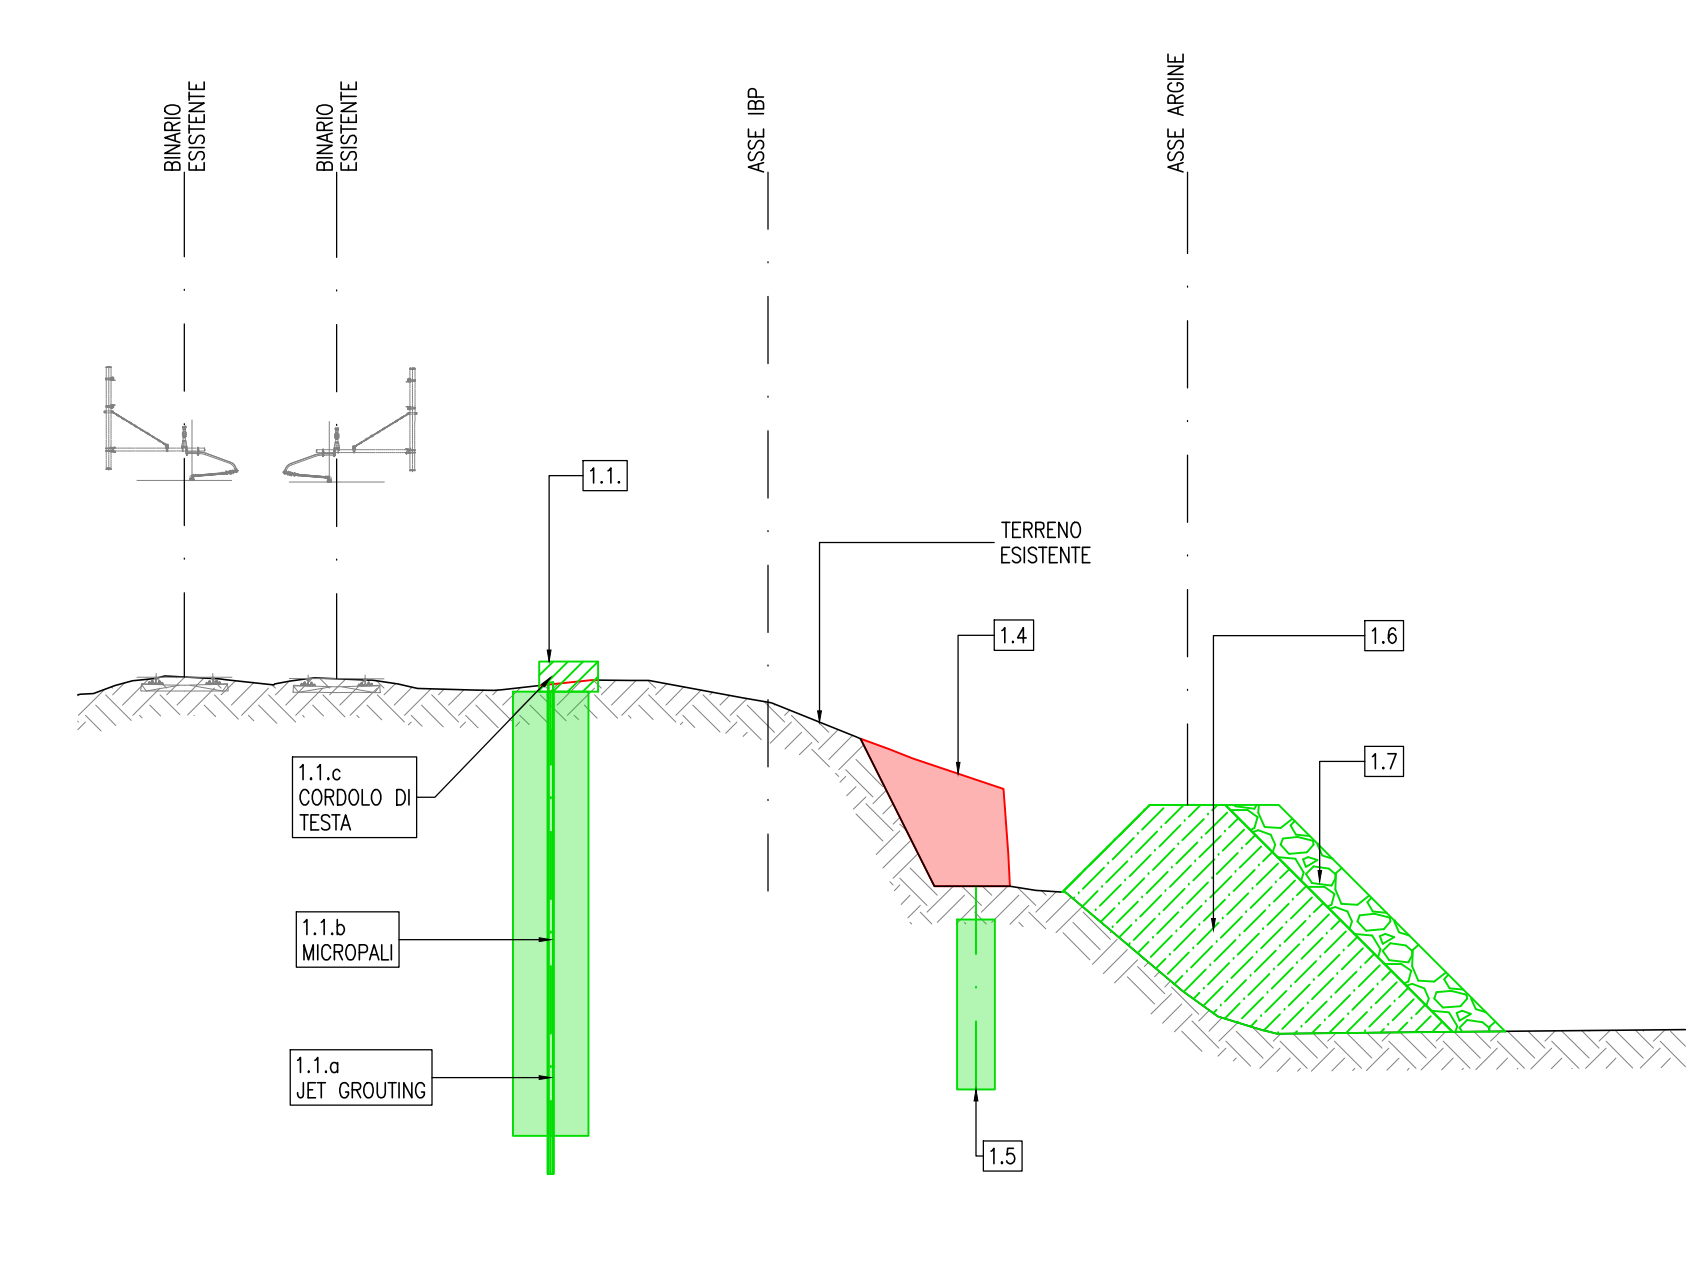 BINARIO
ESISTENTE
BINARIO
ESISTENTE
ASSE IBP
ASSE ARGINE
1.1.
TERRENO
ESISTENTE
1.4
1.6
1.7
1.1.c
CORDOLO DI
TESTA
1.1.b
MICROPALI
1.1.a
JET GROUTING
1.5